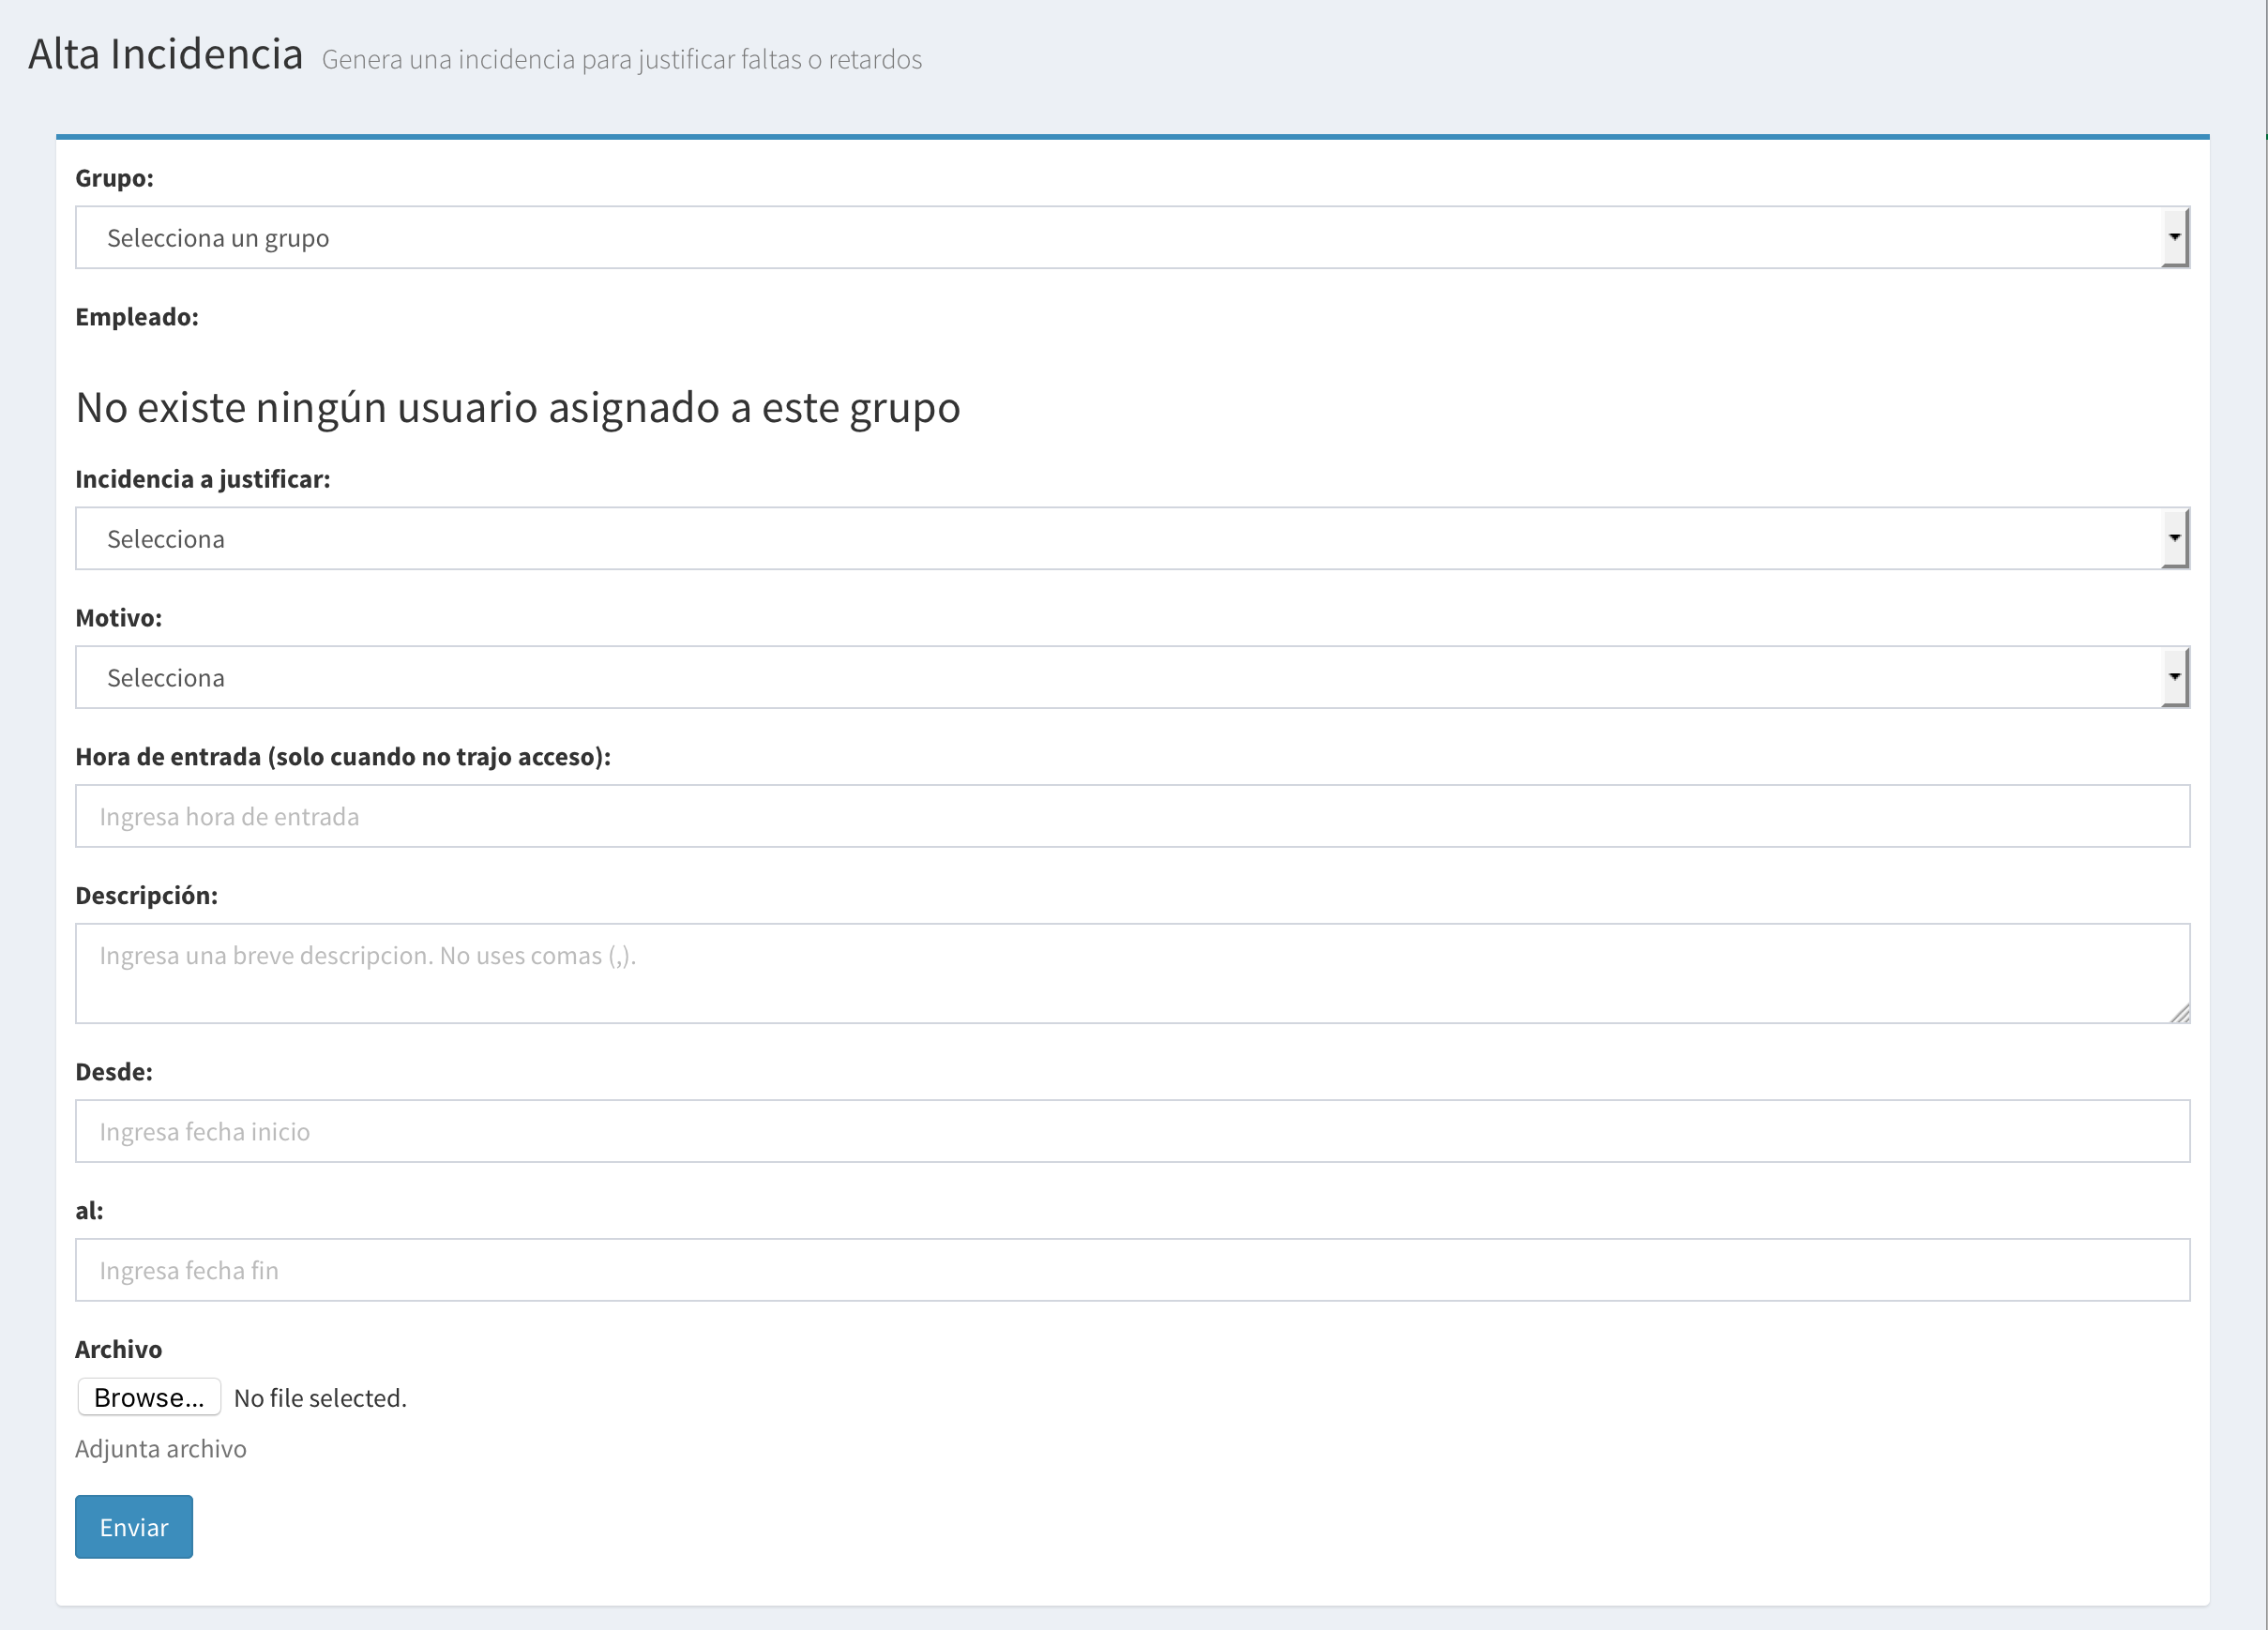 Alta Incidencia Genera una incidencia para justificar faltas o retardos
Grupo:
Selecciona un grupo
Empleado:
No existe ningún usuario asignado a este grupo
Incidencia a justificar:
Selecciona
Motivo:
Selecciona
Hora de entrada (solo cuando no trajo acceso):
Ingresa hora de entrada
Descripción:
Ingresa una breve descripcion. No uses comas (,).
Desde:
Ingresa fecha inicio
al:
Ingresa fecha fin
Archivo
Browse... No file selected.
Adjunta archivo
Enviar